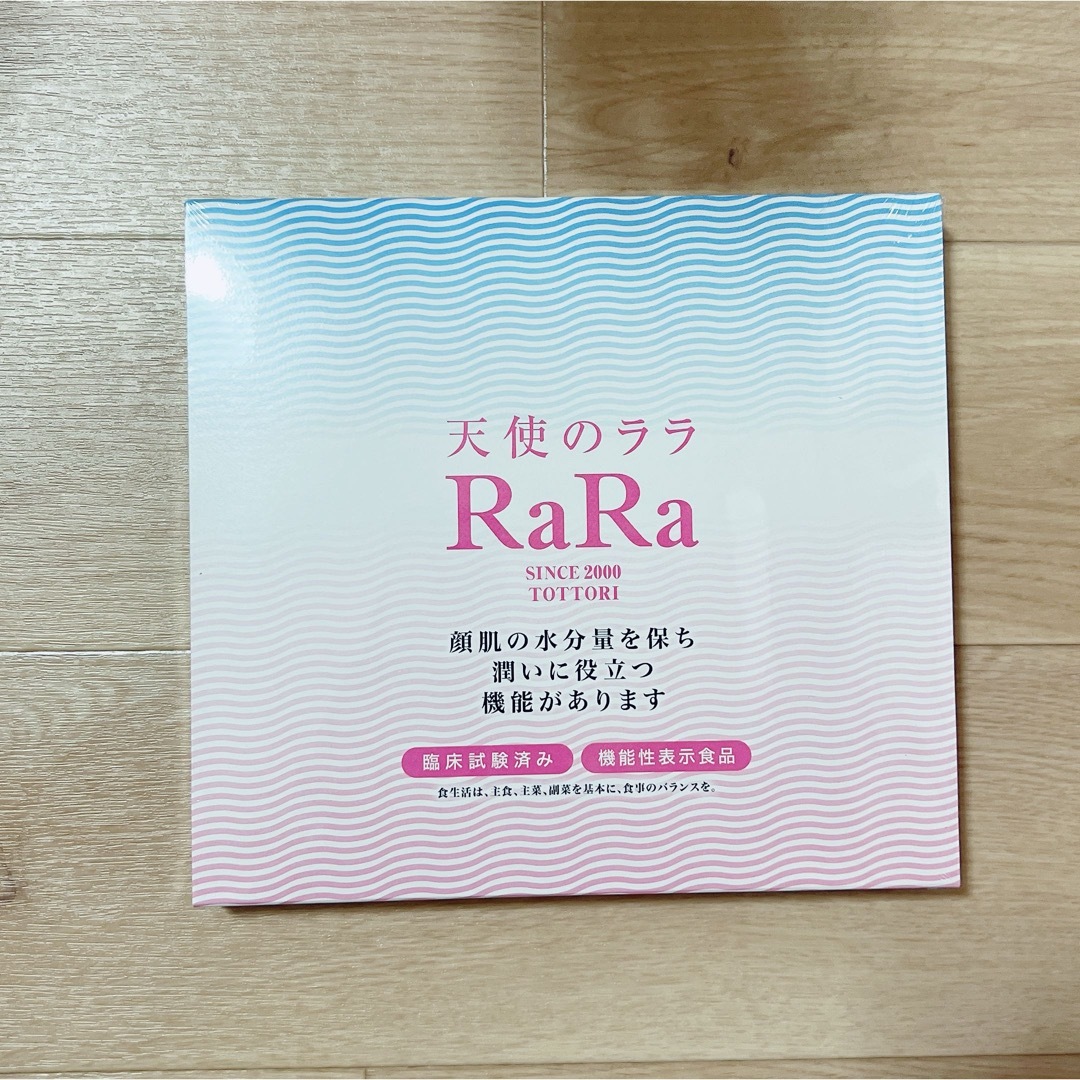 天使のララ
RaRa
SINCE 2000
TOTTORI
顔肌の水分量を保ち
潤いに役立つ
機能があります
臨床試験済み 機能性表示食品
食生活は、主食、主菜、副菜を基本に、食事のバランスを。